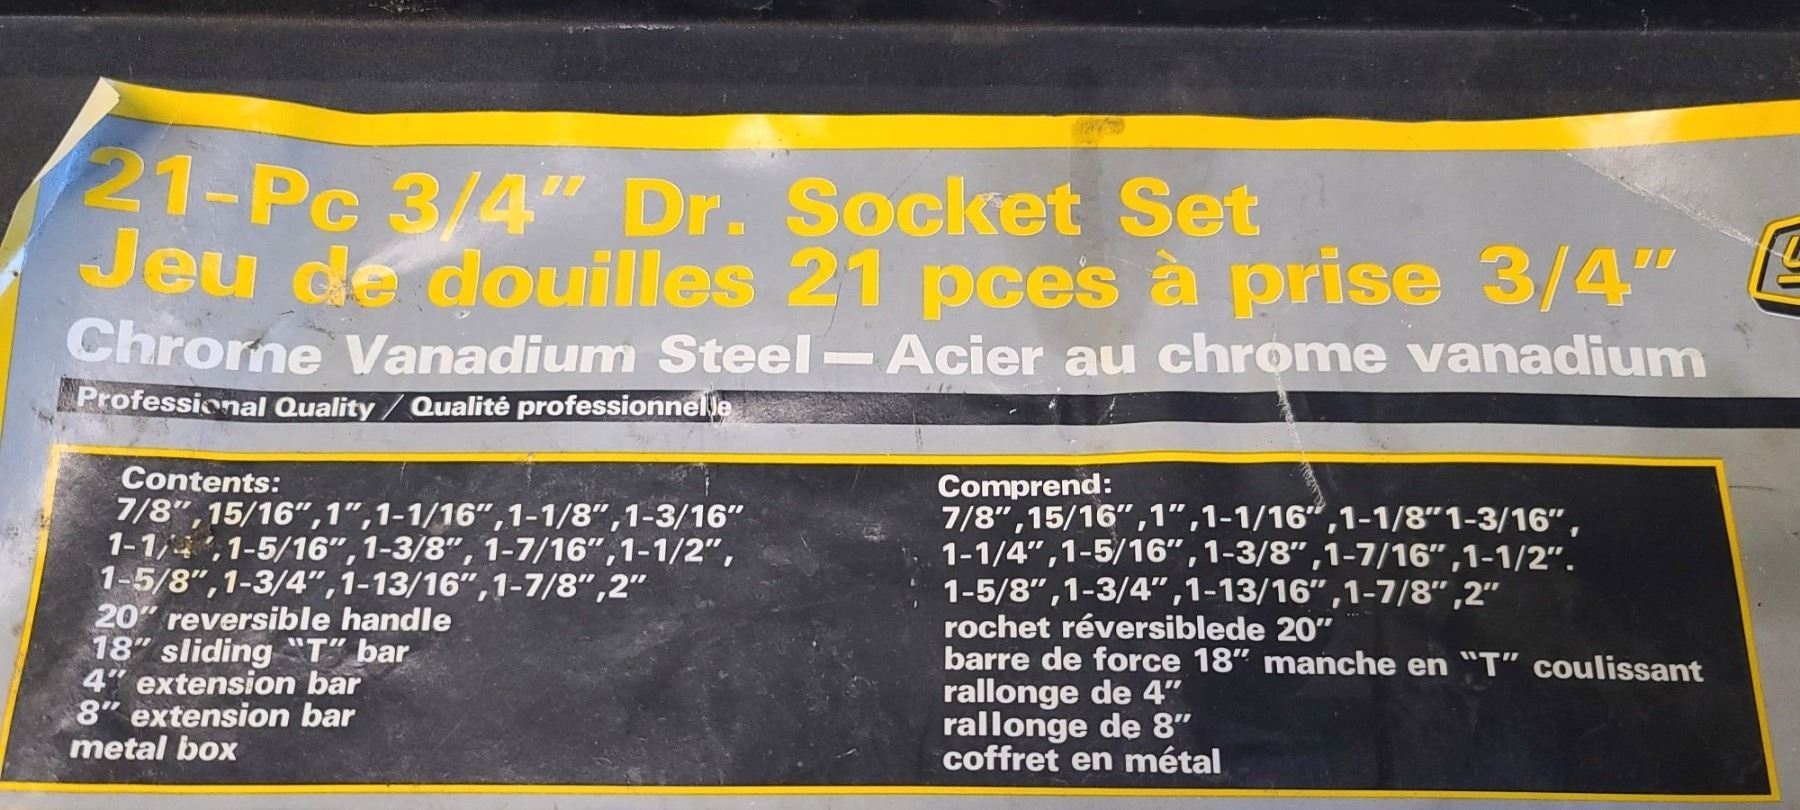 21-Pc 3/4" Dr. Socket Set
Jeu de douilles 21 pces à prise 3/4"
Chrome Vanadium Steel — Acier au chrome vanadium
Professional Quality / Qualité professionnelle
Contents:
7/8",15/16",1",1-1/16",1-1/8",1-3/16"
1-1/4",1-5/16",1-3/8", 1-7/16",1-1/2",
1-5/8",1-3/4",1-13/16",1-7/8",2"
20" reversible handle
18" sliding "T" bar
4" extension bar
8" extension bar
metal box
Comprend:
7/8",15/16",1",1-1/16",1-1/8"1-3/16",
1-1/4",1-5/16",1-3/8",1-7/16",1-1/2".
1-5/8",1-3/4",1-13/16",1-7/8",2"
rochet réversiblede 20"
barre de force 18" manche en "T" coulissant
rallonge de 4"
rallonge de 8"
coffret en métal